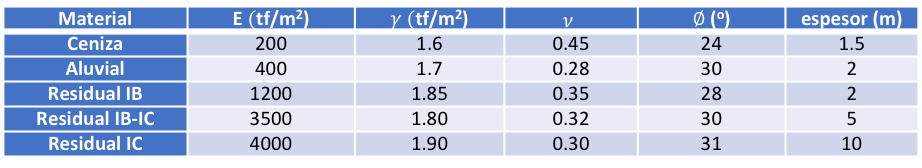 Material E (tf/m²) γ (tf/m²) ν Ø (º) espesor (m)
Ceniza 200 1.6 0.45 24 1.5
Aluvial 400 1.7 0.28 30 2
Residual IB 1200 1.85 0.35 28 2
Residual IB-IC 3500 1.80 0.32 30 5
Residual IC 4000 1.90 0.30 31 10